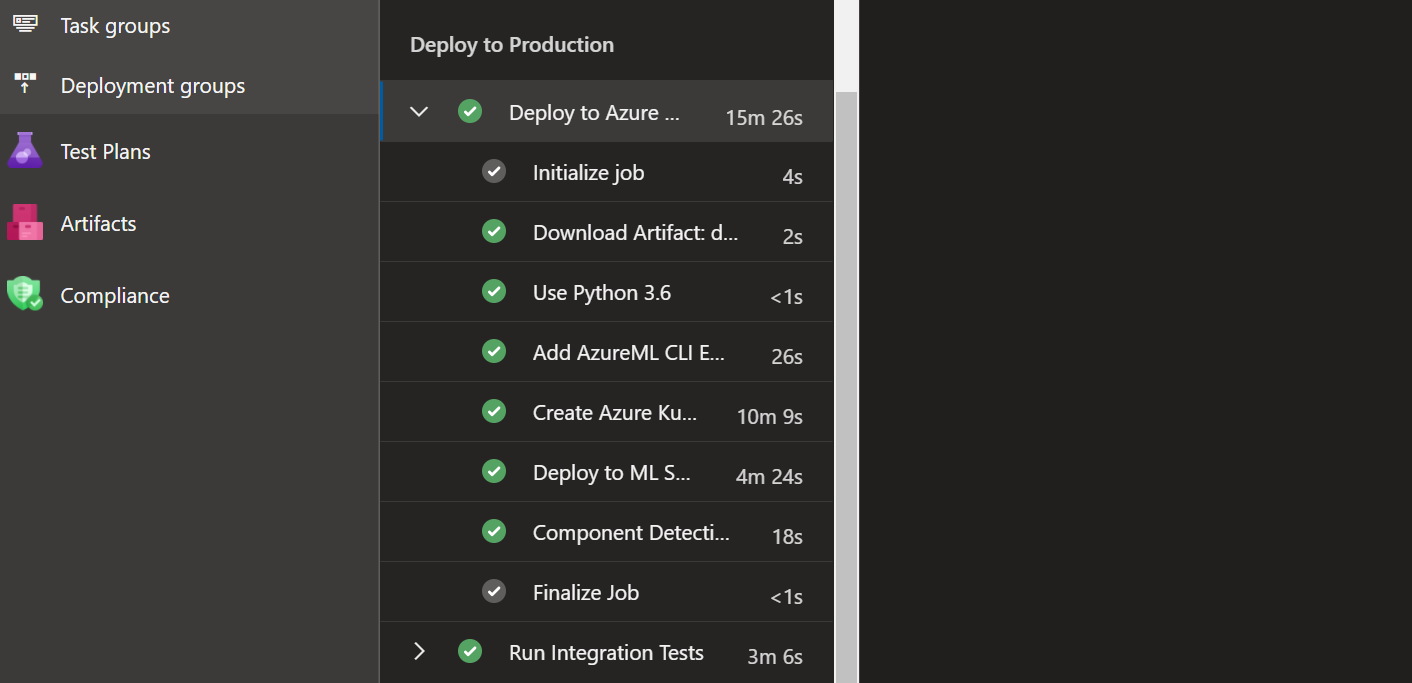 Task groups
Deployment groups
Test Plans
Artifacts
Compliance
Deploy to Production
Deploy to Azure ... 15m 26s
Initialize job 4s
Download Artifact: d... 2s
Use Python 3.6 <1s
Add AzureML CLI E... 26s
Create Azure Ku... 10m 9s
Deploy to ML S... 4m 24s
Component Detecti... 18s
Finalize Job <1s
Run Integration Tests 3m 6s